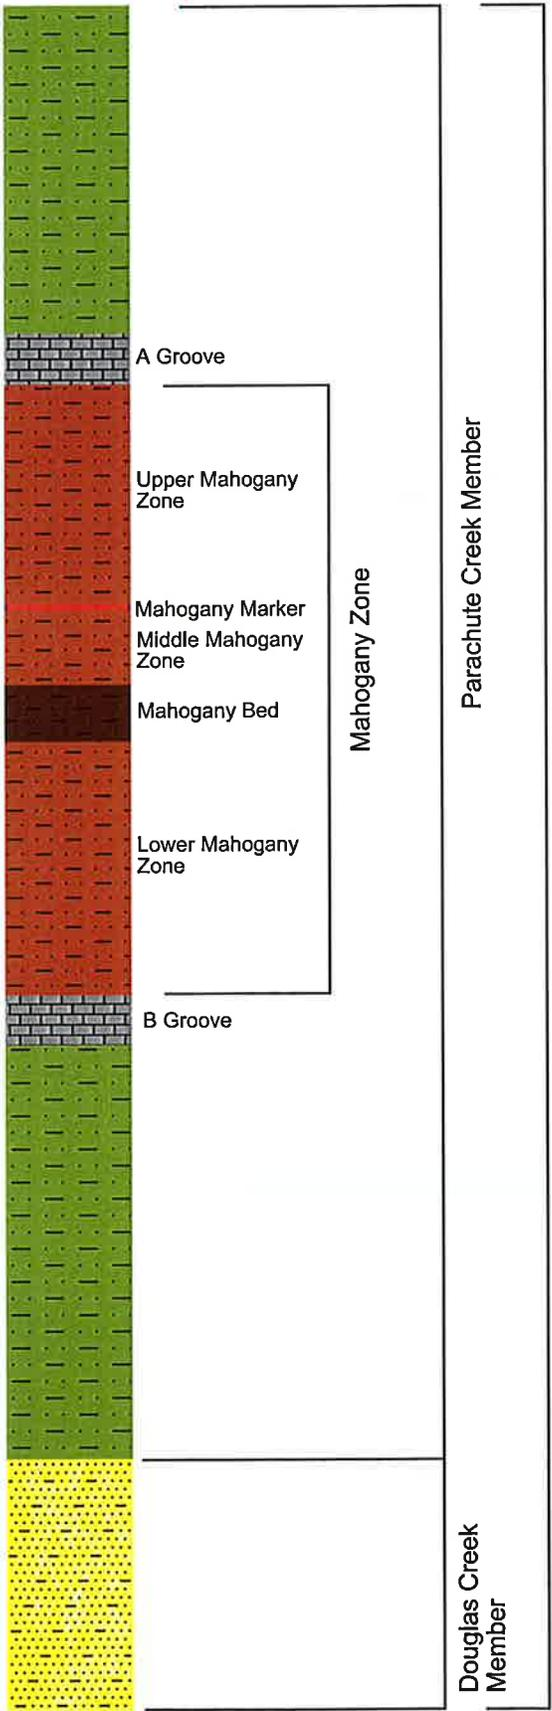 A Groove
Upper Mahogany
Zone
Mahogany Marker
Middle Mahogany
Zone
Mahogany Bed
Lower Mahogany
Zone
B Groove
Mahogany Zone
Parachute Creek Member
Douglas Creek
Member